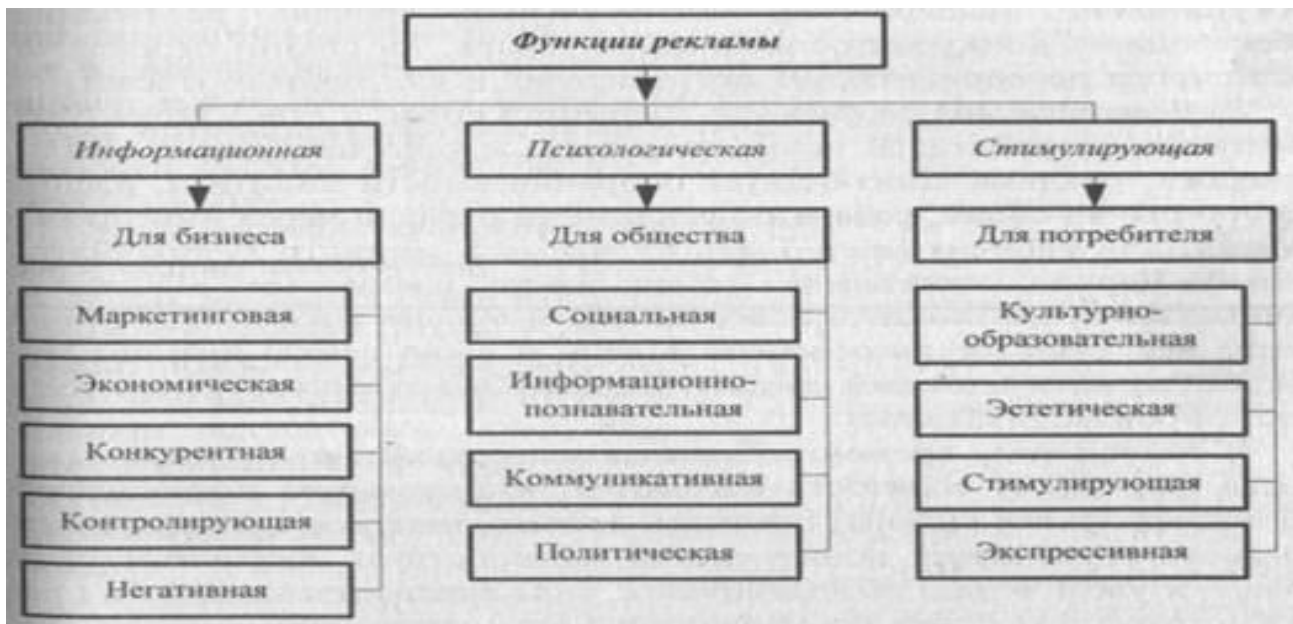 Функции рекламы
Информационная
Психологическая
Стимулирующая
Для бизнеса
Для общества
Для потребителя
Маркетинговая
Экономическая
Конкурентная
Контролирующая
Негативная
Социальная
Информационно-
познавательная
Коммуникативная
Политическая
Культурно-
образовательная
Эстетическая
Стимулирующая
Экспрессивная